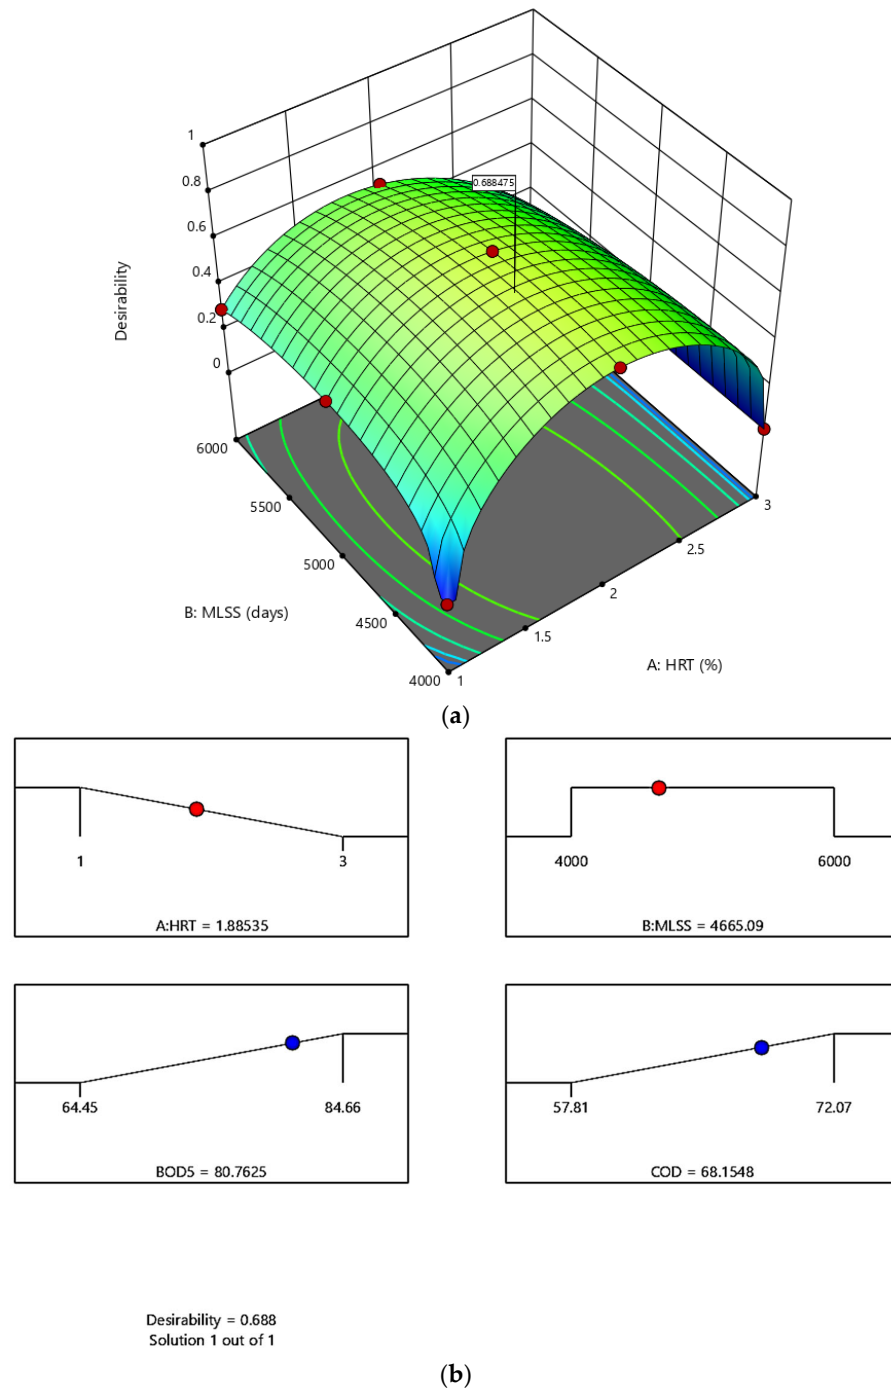 0.688475
1
0.8
0.6
0.4
0.2
0
Desirability
6000
5500
5000
4500
4000
B: MLSS (days)
3
2.5
2
1.5
1
A: HRT (%)
(a)
1
3
A:HRT = 1.88535
4000
6000
B:MLSS = 4665.09
64.45
84.66
BOD5 = 80.7625
57.81
72.07
COD = 68.1548
Desirability = 0.688
Solution 1 out of 1
(b)